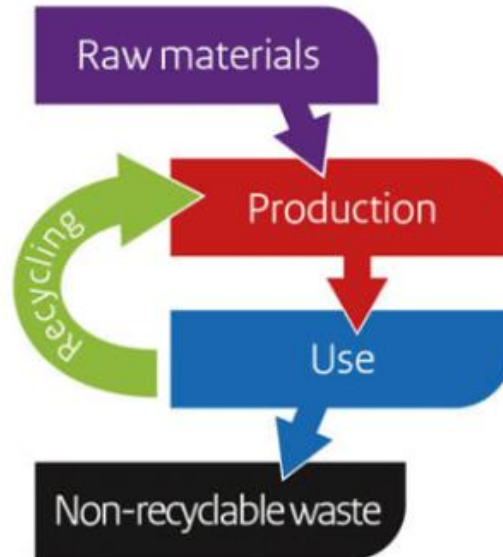 Raw materials
Production
Recycling
Use
Non-recyclable waste